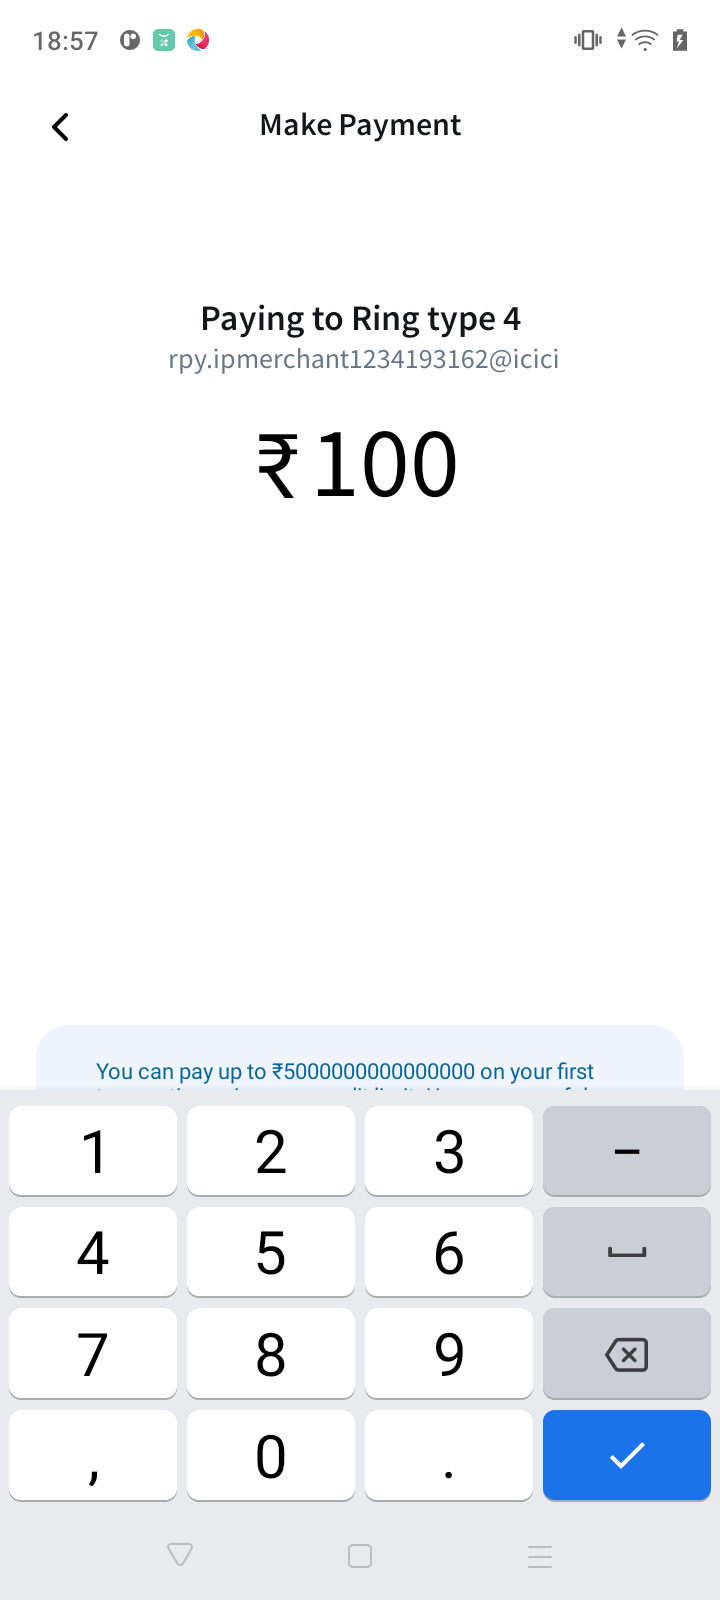 18:57
Make Payment
Paying to Ring type 4
rpy.ipmerchant1234193162@icici
₹100
You can pay up to ₹5000000000000000 on your first
1 2 3 –
4 5 6
7 8 9
, 0 .